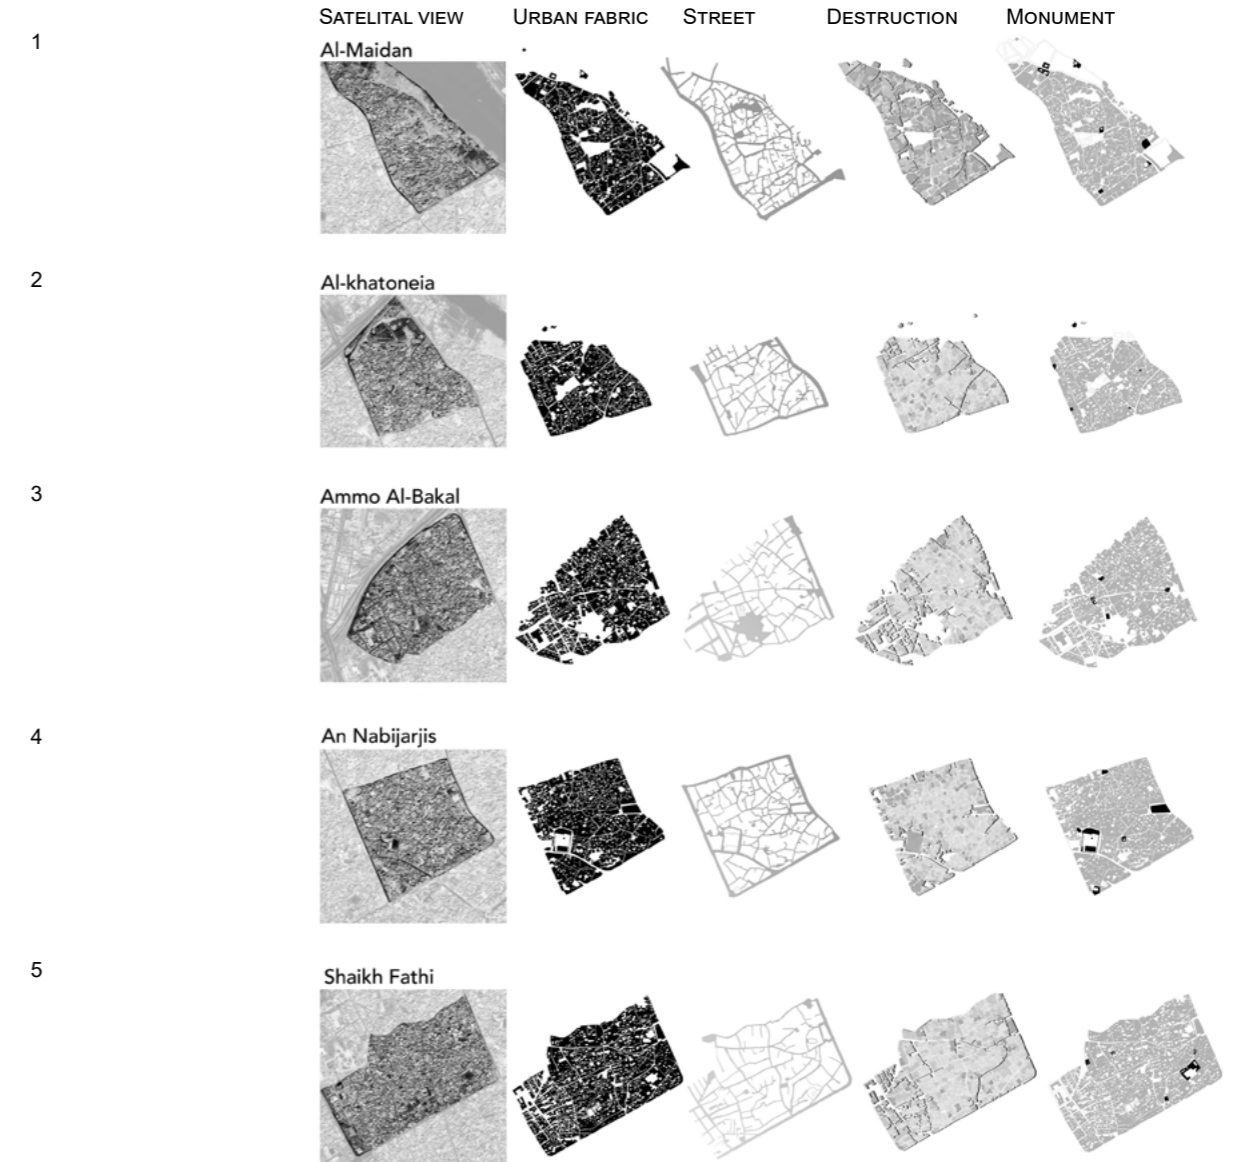 SATELITAL VIEW URBAN FABRIC STREET DESTRUCTION MONUMENT
1
Al-Maidan
2
Al-khatoneia
3
Ammo Al-Bakal
4
An Nabijarjis
5
Shaikh Fathi